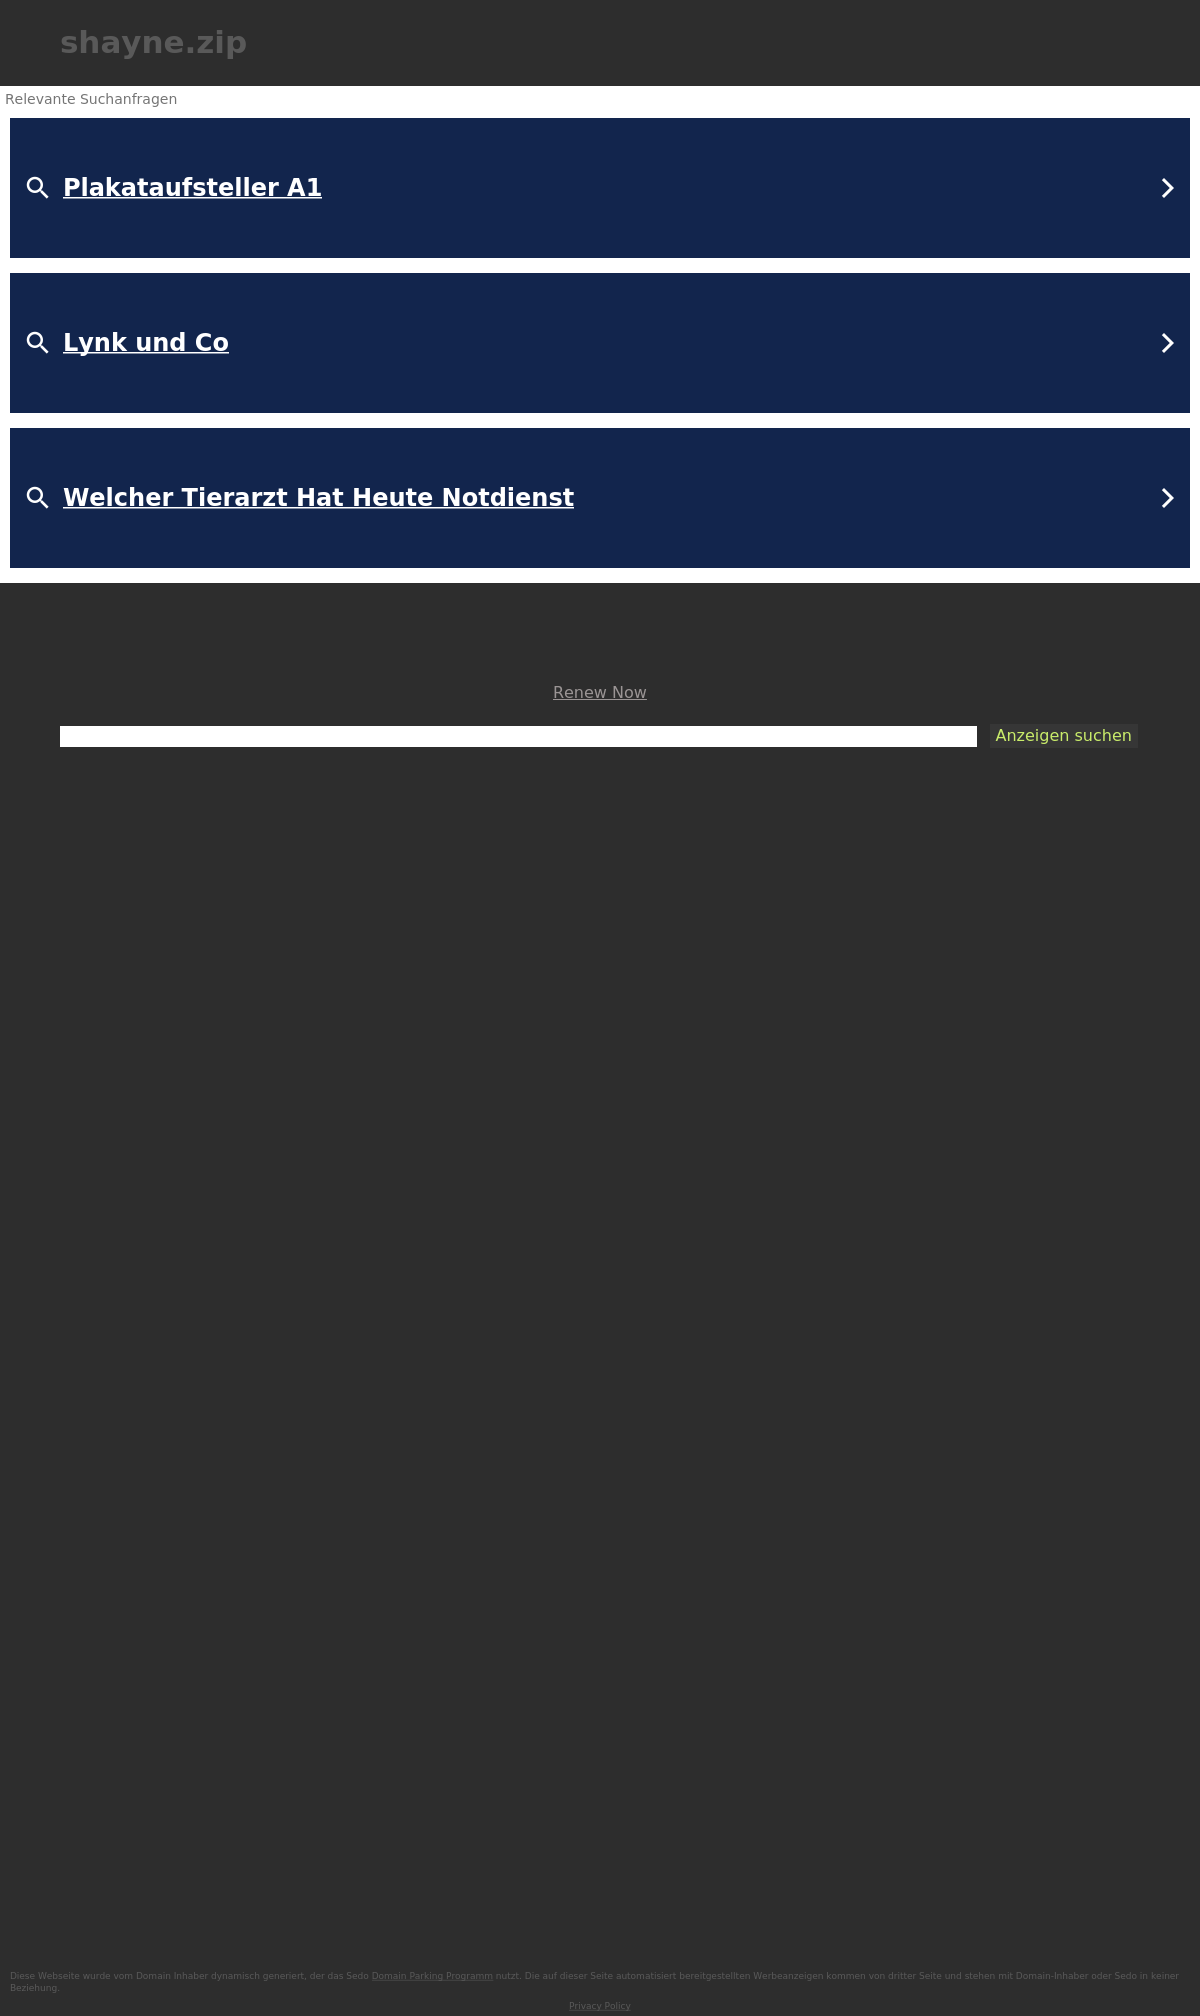 shayne.zip
Relevante Suchanfragen
Plakataufsteller A1
Lynk und Co
Welcher Tierarzt Hat Heute Notdienst
Renew Now
Anzeigen suchen
Diese Webseite wurde vom Domain Inhaber dynamisch generiert, der das Sedo Domain Parking Programm nutzt. Die auf dieser Seite automatisiert bereitgestellten Werbeanzeigen kommen von dritter Seite und stehen mit Domain-Inhaber oder Sedo in keiner
Beziehung.
Privacy Policy